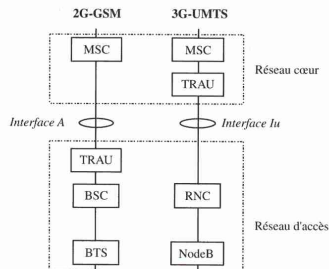 2G-GSM 3G-UMTS
MSC MSC
TRAU
Réseau cœur
Interface A Interface Iu
TRAU
BSC RNC
Réseau d'accès
BTS NodeB